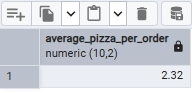 average_pizza_per_order
numeric (10,2)
1
2.32